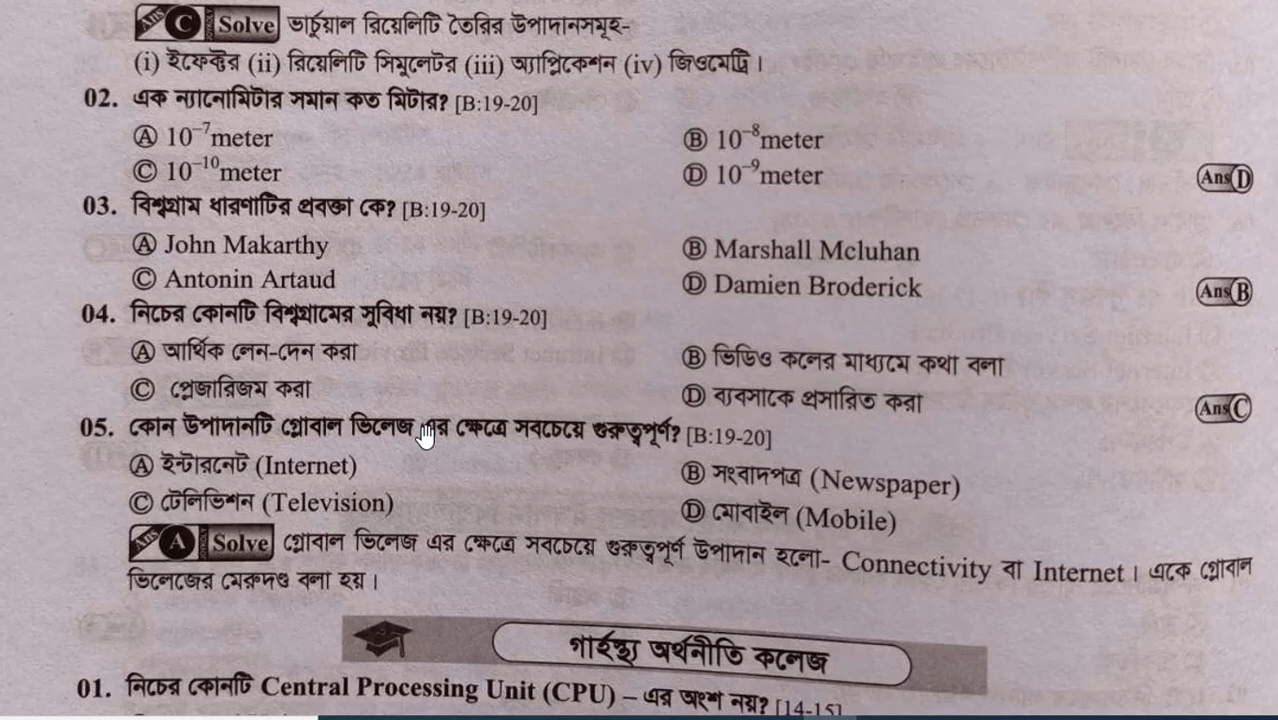 Ans C Solve ভার্চুয়াল রিয়েলিটি তৈরির উপাদানসমূহ-
(i) ইফেক্টর (ii) রিয়েলিটি সিমুলেটর (iii) অ্যাপ্লিকেশন (iv) জিওমেট্রি।
02. এক ন্যানোমিটার সমান কত মিটার? [B:19-20]
Ⓐ 10⁻⁷meter Ⓑ 10⁻⁸meter
Ⓒ 10⁻¹⁰meter Ⓓ 10⁻⁹meter Ans Ⓓ
03. বিশ্বগ্রাম ধারণাটির প্রবক্তা কে? [B:19-20]
Ⓐ John Makarthy Ⓑ Marshall Mcluhan
Ⓒ Antonin Artaud Ⓓ Damien Broderick Ans Ⓑ
04. নিচের কোনটি বিশ্বগ্রামের সুবিধা নয়? [B:19-20]
Ⓐ আর্থিক লেন-দেন করা Ⓑ ভিডিও কলের মাধ্যমে কথা বলা
Ⓒ প্লেজারিজম করা Ⓓ ব্যবসাকে প্রসারিত করা Ans Ⓒ
05. কোন উপাদানটি গ্লোবাল ভিলেজ এর ক্ষেত্রে সবচেয়ে গুরুত্বপূর্ণ? [B:19-20]
Ⓐ ইন্টারনেট (Internet) Ⓑ সংবাদপত্র (Newspaper)
Ⓒ টেলিভিশন (Television) Ⓓ মোবাইল (Mobile)
Ans A Solve গ্লোবাল ভিলেজ এর ক্ষেত্রে সবচেয়ে গুরুত্বপূর্ণ উপাদান হলো- Connectivity বা Internet। একে গ্লোবাল
ভিলেজের মেরুদণ্ড বলা হয়।
গার্হস্থ্য অর্থনীতি কলেজ
01. নিচের কোনটি Central Processing Unit (CPU) – এর অংশ নয়? [14-15]